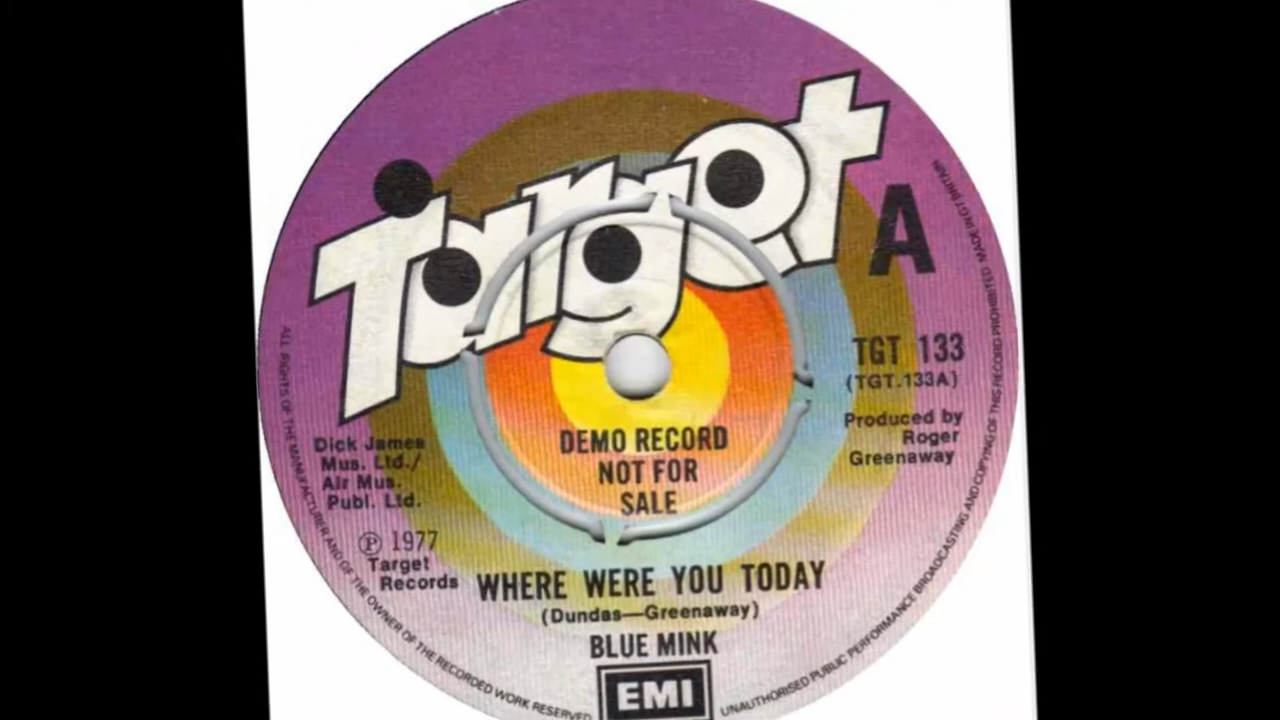 Target
A
TGT 133
(TGT.133A)
Produced by
Roger
Greenaway
Dick James
Mus. Ltd./
Air Mus.
Publ. Ltd.
Ⓟ 1977
Target
Records
DEMO RECORD
NOT FOR
SALE
WHERE WERE YOU TODAY
(Dundas—Greenaway)
BLUE MINK
EMI
ALL RIGHTS OF THE MANUFACTURER AND OF THE OWNER OF THE RECORDED WORK RESERVED
UNAUTHORISED PUBLIC PERFORMANCE BROADCASTING AND COPYING OF THIS RECORD PROHIBITED. MADE IN GT BRITAIN